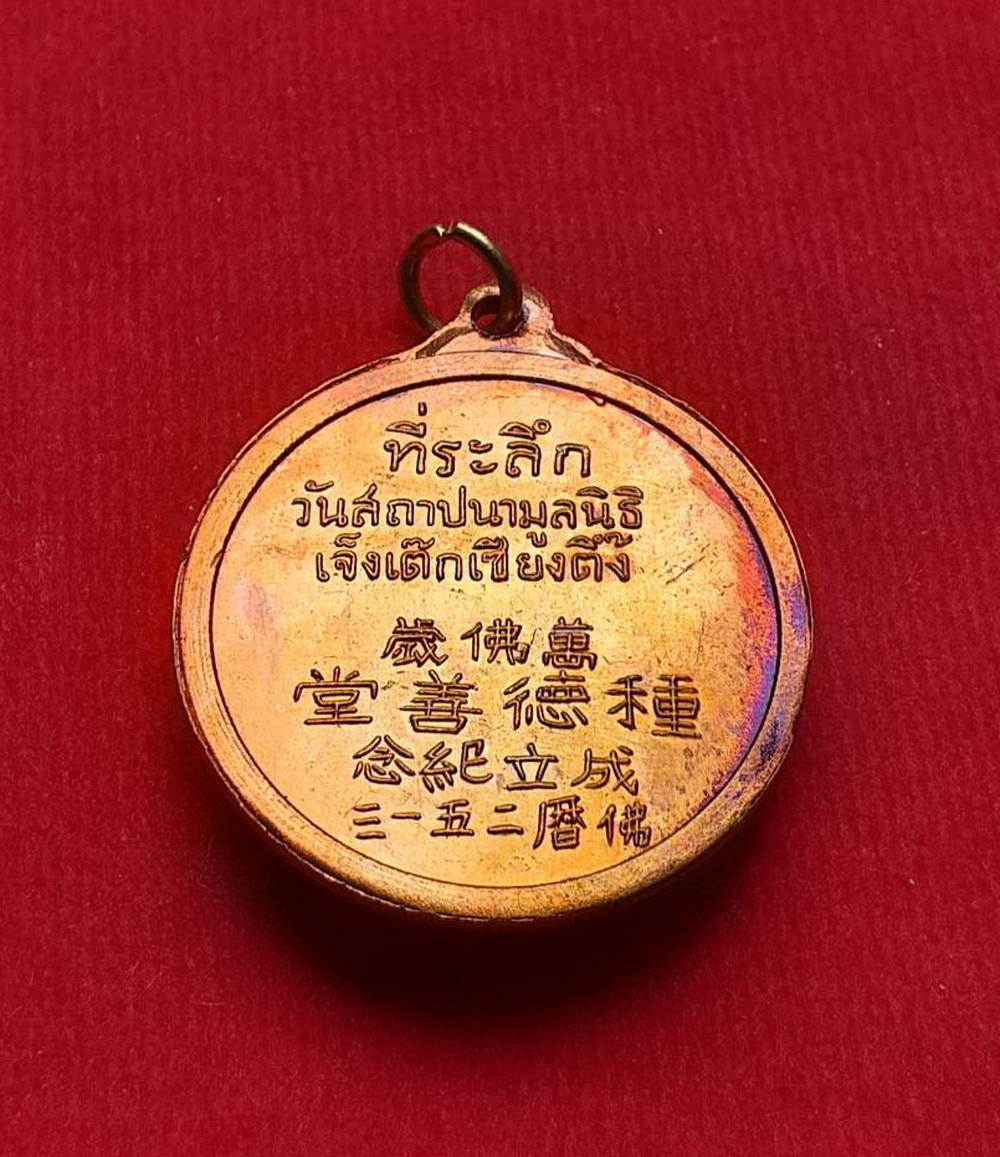 ที่ระลึก
วันสถาปนามูลนิธิ
เจ็งเต๊กเซียงตึ๊ง
萬佛歲
種德善堂
成立紀念
佛曆二五一三